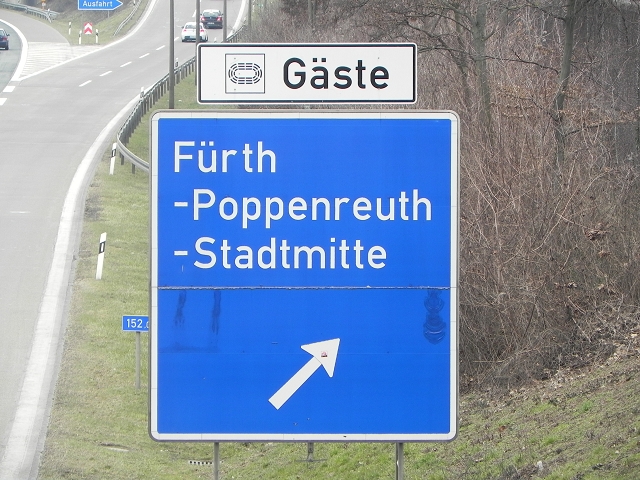 Ausfahrt
Gäste
Fürth
-Poppenreuth
-Stadtmitte